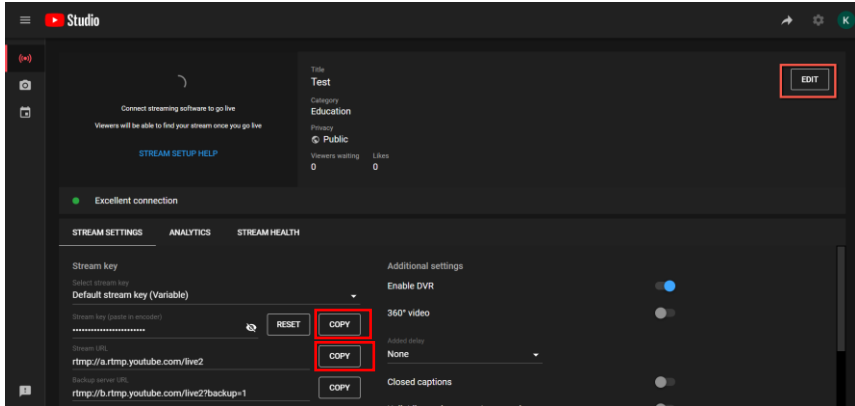 Studio
K
Connect streaming software to go live
Viewers will be able to find your stream once you go live
STREAM SETUP HELP
Title
Test
Category
Education
Privacy
Public
Viewers waiting Likes
0 0
EDIT
Excellent connection
STREAM SETTINGS ANALYTICS STREAM HEALTH
Stream key
Select stream key
Default stream key (Variable)
Stream key (paste in encoder)
RESET COPY
Stream URL
rtmp://a.rtmp.youtube.com/live2
COPY
Backup server URL
rtmp://b.rtmp.youtube.com/live2?backup=1
COPY
Additional settings
Enable DVR
360° video
Added delay
None
Closed captions